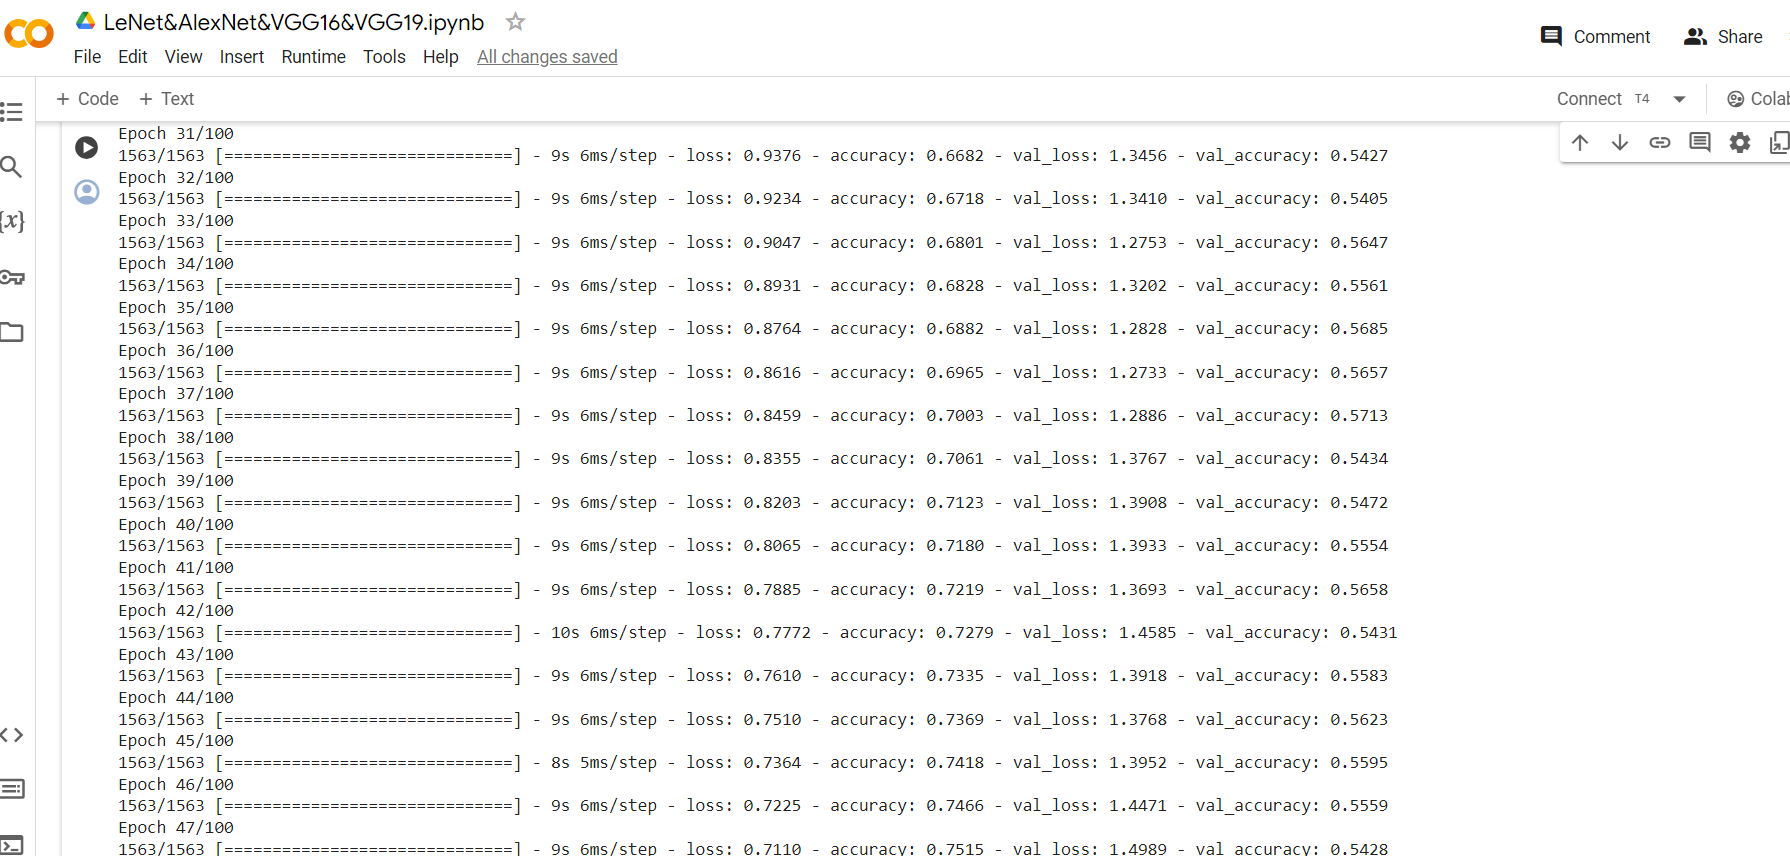 LeNet&AlexNet&VGG16&VGG19.ipynb
File Edit View Insert Runtime Tools Help All changes saved
Comment Share
+ Code + Text
Connect T4
{x}
Epoch 31/100
1563/1563 [==============================] - 9s 6ms/step - loss: 0.9376 - accuracy: 0.6682 - val_loss: 1.3456 - val_accuracy: 0.5427
Epoch 32/100
1563/1563 [==============================] - 9s 6ms/step - loss: 0.9234 - accuracy: 0.6718 - val_loss: 1.3410 - val_accuracy: 0.5405
Epoch 33/100
1563/1563 [==============================] - 9s 6ms/step - loss: 0.9047 - accuracy: 0.6801 - val_loss: 1.2753 - val_accuracy: 0.5647
Epoch 34/100
1563/1563 [==============================] - 9s 6ms/step - loss: 0.8931 - accuracy: 0.6828 - val_loss: 1.3202 - val_accuracy: 0.5561
Epoch 35/100
1563/1563 [==============================] - 9s 6ms/step - loss: 0.8764 - accuracy: 0.6882 - val_loss: 1.2828 - val_accuracy: 0.5685
Epoch 36/100
1563/1563 [==============================] - 9s 6ms/step - loss: 0.8616 - accuracy: 0.6965 - val_loss: 1.2733 - val_accuracy: 0.5657
Epoch 37/100
1563/1563 [==============================] - 9s 6ms/step - loss: 0.8459 - accuracy: 0.7003 - val_loss: 1.2886 - val_accuracy: 0.5713
Epoch 38/100
1563/1563 [==============================] - 9s 6ms/step - loss: 0.8355 - accuracy: 0.7061 - val_loss: 1.3767 - val_accuracy: 0.5434
Epoch 39/100
1563/1563 [==============================] - 9s 6ms/step - loss: 0.8203 - accuracy: 0.7123 - val_loss: 1.3908 - val_accuracy: 0.5472
Epoch 40/100
1563/1563 [==============================] - 9s 6ms/step - loss: 0.8065 - accuracy: 0.7180 - val_loss: 1.3933 - val_accuracy: 0.5554
Epoch 41/100
1563/1563 [==============================] - 9s 6ms/step - loss: 0.7885 - accuracy: 0.7219 - val_loss: 1.3693 - val_accuracy: 0.5658
Epoch 42/100
1563/1563 [==============================] - 10s 6ms/step - loss: 0.7772 - accuracy: 0.7279 - val_loss: 1.4585 - val_accuracy: 0.5431
Epoch 43/100
1563/1563 [==============================] - 9s 6ms/step - loss: 0.7610 - accuracy: 0.7335 - val_loss: 1.3918 - val_accuracy: 0.5583
Epoch 44/100
1563/1563 [==============================] - 9s 6ms/step - loss: 0.7510 - accuracy: 0.7369 - val_loss: 1.3768 - val_accuracy: 0.5623
Epoch 45/100
1563/1563 [==============================] - 8s 5ms/step - loss: 0.7364 - accuracy: 0.7418 - val_loss: 1.3952 - val_accuracy: 0.5595
Epoch 46/100
1563/1563 [==============================] - 9s 6ms/step - loss: 0.7225 - accuracy: 0.7466 - val_loss: 1.4471 - val_accuracy: 0.5559
Epoch 47/100
1563/1563 [==============================] - 9s 6ms/step - loss: 0.7110 - accuracy: 0.7515 - val_loss: 1.4989 - val_accuracy: 0.5428